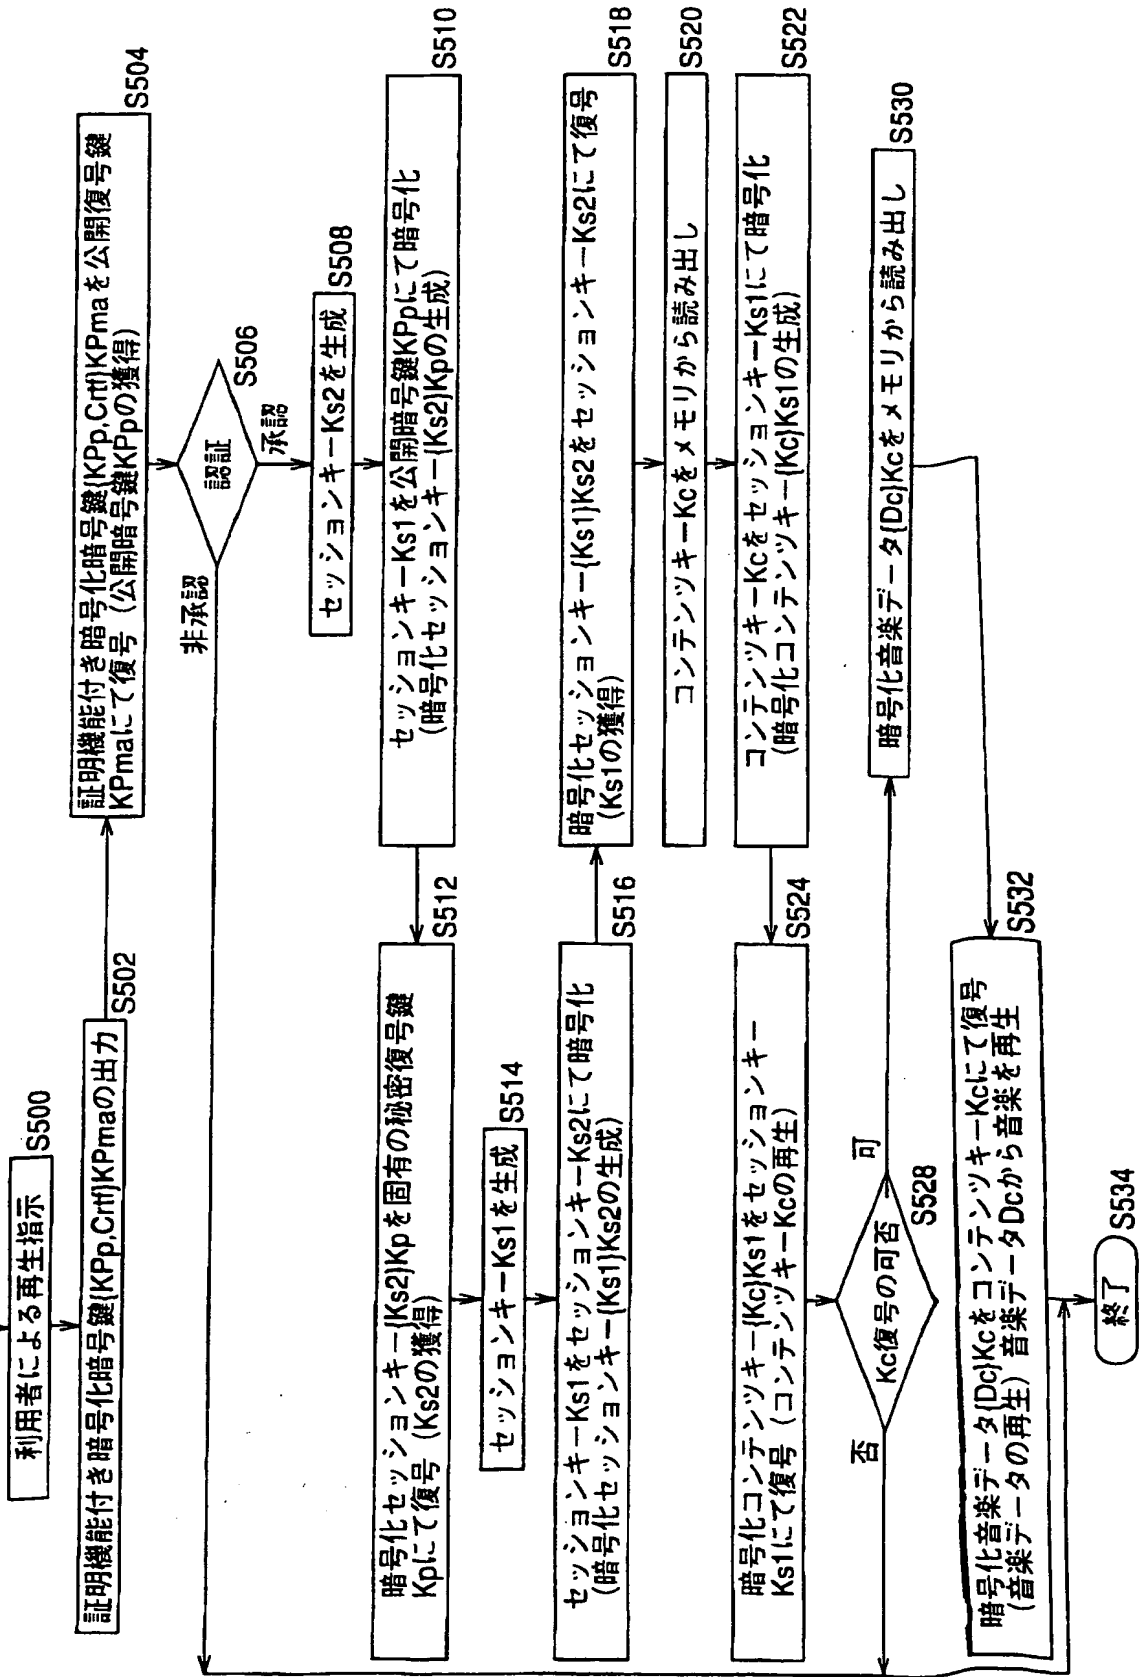 利用者による再生指示
S500
証明機能付き暗号化暗号鍵{KPp,Crtf}KPmaの出力
S502
証明機能付き暗号化暗号鍵{KPp,Crtf}KPmaを公開復号鍵
KPmaにて復号（公開暗号鍵KPpの獲得）
S504
認証
S506
非承認
承認
セッションキーKs2を生成
S508
セッションキーKs1を公開暗号鍵KPpにて暗号化
(暗号化セッションキー{Ks2}Kpの生成)
S510
暗号化セッションキー{Ks2}Kpを固有の秘密復号鍵
Kpにて復号（Ks2の獲得）
S512
セッションキーKs1を生成
S514
セッションキーKs1をセッションキーKs2にて暗号化
(暗号化セッションキー{Ks1}Ks2の生成)
S516
暗号化セッションキー{Ks1}Ks2をセッションキーKs2にて復号
(Ks1の獲得)
S518
コンテンツキーKcをメモリから読み出し
S520
コンテンツキーKcをセッションキーKs1にて暗号化
(暗号化コンテンツキー{Kc}Ks1の生成)
S522
暗号化コンテンツキー{Kc}Ks1をセッションキー
Ks1にて復号（コンテンツキーKcの再生）
S524
Kc復号の可否
S528
否
可
暗号化音楽データ{Dc}Kcをメモリから読み出し
S530
暗号化音楽データ{Dc}KcをコンテンツキーKcにて復号
(音楽データの再生) 音楽データDcから音楽を再生
S532
終了
S534